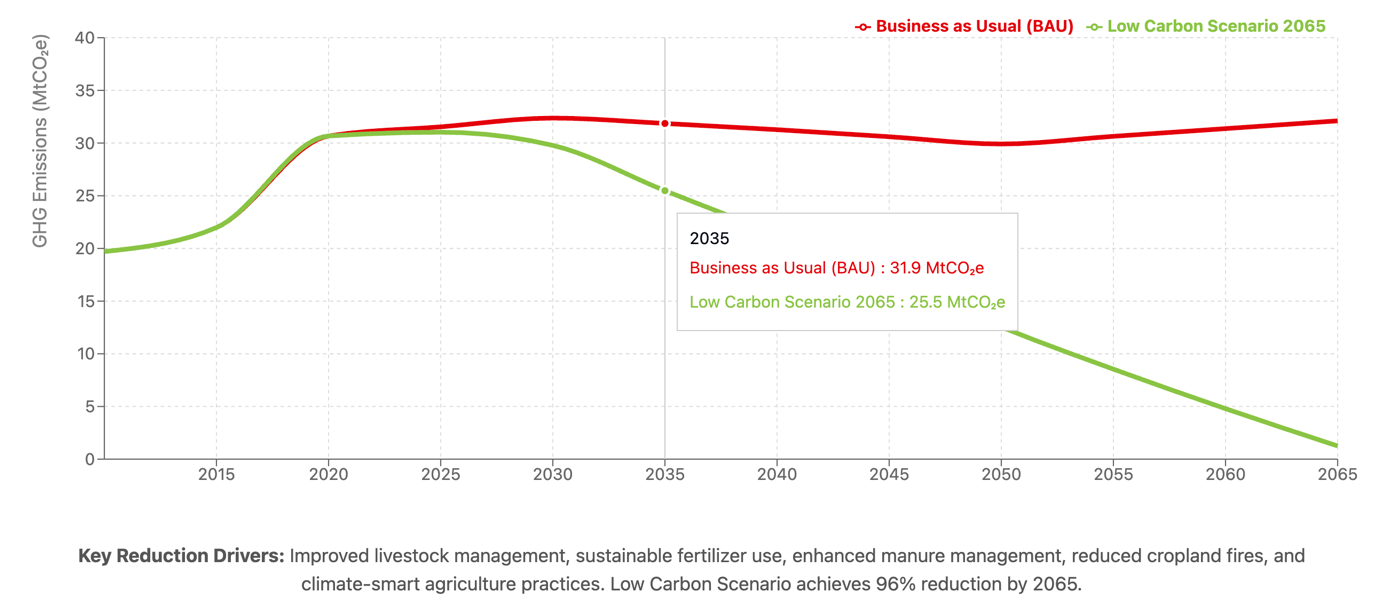 Business as Usual (BAU) Low Carbon Scenario 2065
GHG Emissions (MtCO₂e)
40
35
30
25
20
15
10
5
0
2035
Business as Usual (BAU) : 31.9 MtCO₂e
Low Carbon Scenario 2065 : 25.5 MtCO₂e
2015 2020 2025 2030 2035 2040 2045 2050 2055 2060 2065
Key Reduction Drivers: Improved livestock management, sustainable fertilizer use, enhanced manure management, reduced cropland fires, and
climate-smart agriculture practices. Low Carbon Scenario achieves 96% reduction by 2065.